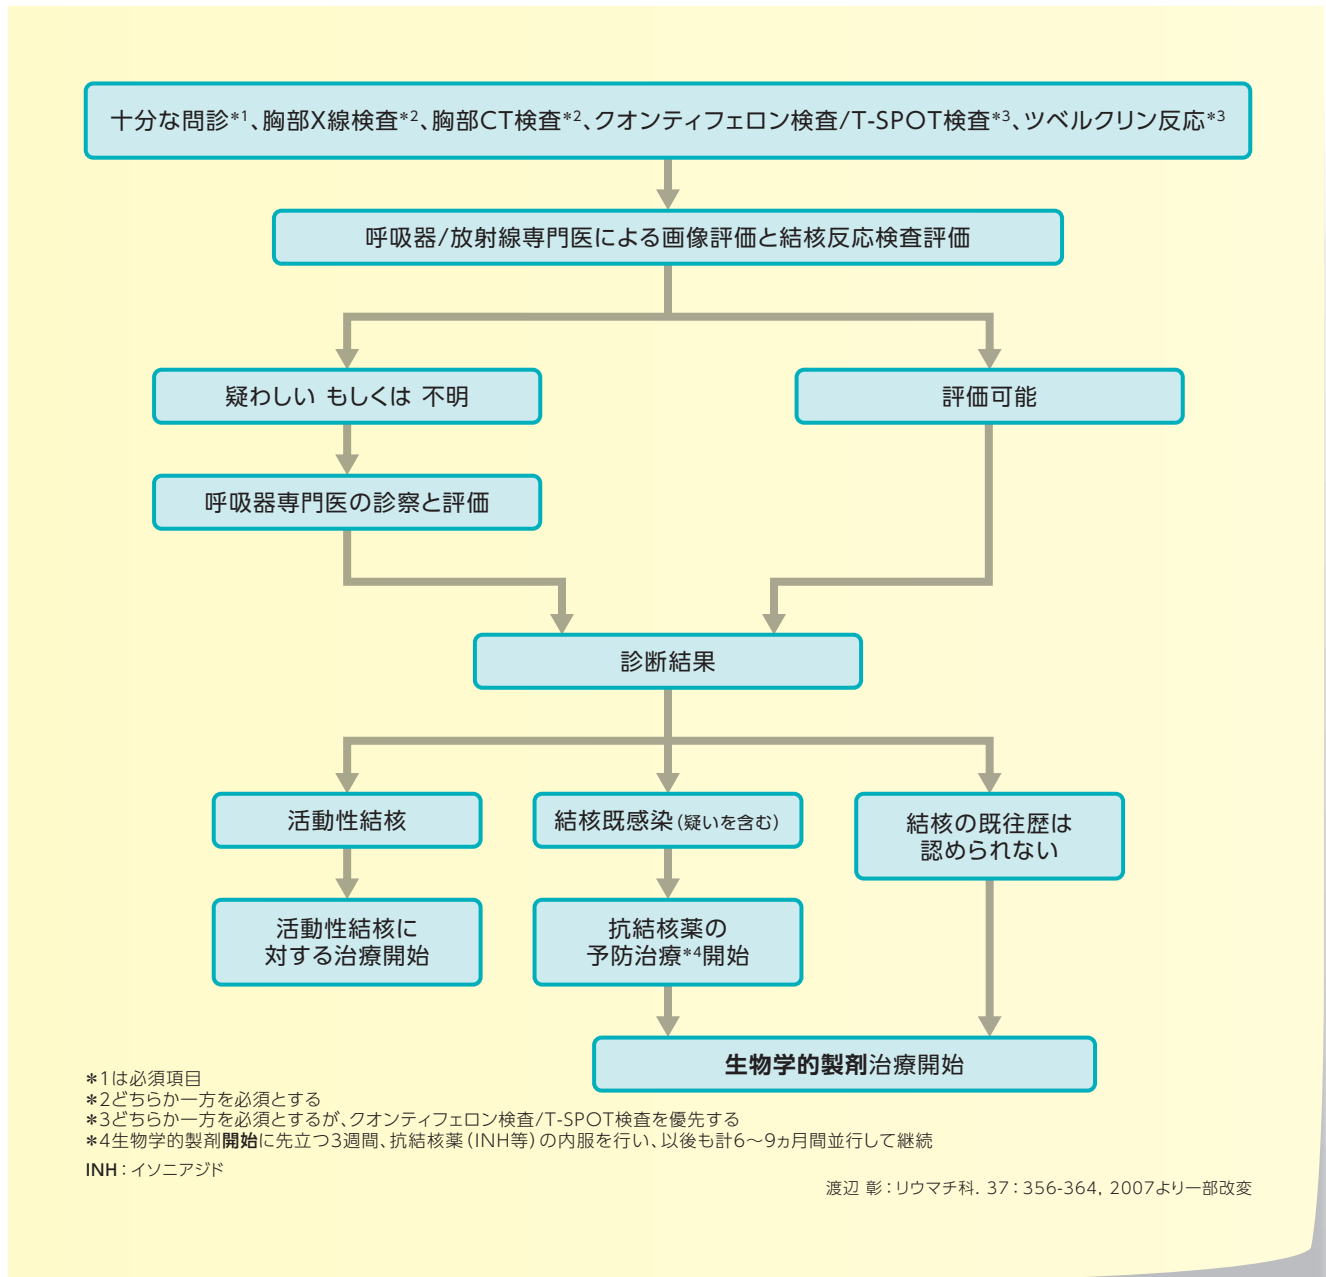 十分な問診*1、胸部X線検査*2、胸部CT検査*2、クオンティフェロン検査/T-SPOT検査*3、ツベルクリン反応*3
呼吸器/放射線専門医による画像評価と結核反応検査評価
疑わしい もしくは 不明
評価可能
呼吸器専門医の診察と評価
診断結果
活動性結核
結核既感染(疑いを含む)
結核の既往歴は
認められない
活動性結核に
対する治療開始
抗結核薬の
予防治療*4開始
生物学的製剤治療開始
*1は必須項目
*2どちらか一方を必須とする
*3どちらか一方を必須とするが、クオンティフェロン検査/T-SPOT検査を優先する
*4生物学的製剤開始に先立つ3週間、抗結核薬(INH等)の内服を行い、以後も計6〜9ヵ月間並行して継続
INH：イソニアジド
渡辺 彰：リウマチ科. 37：356-364, 2007より一部改変